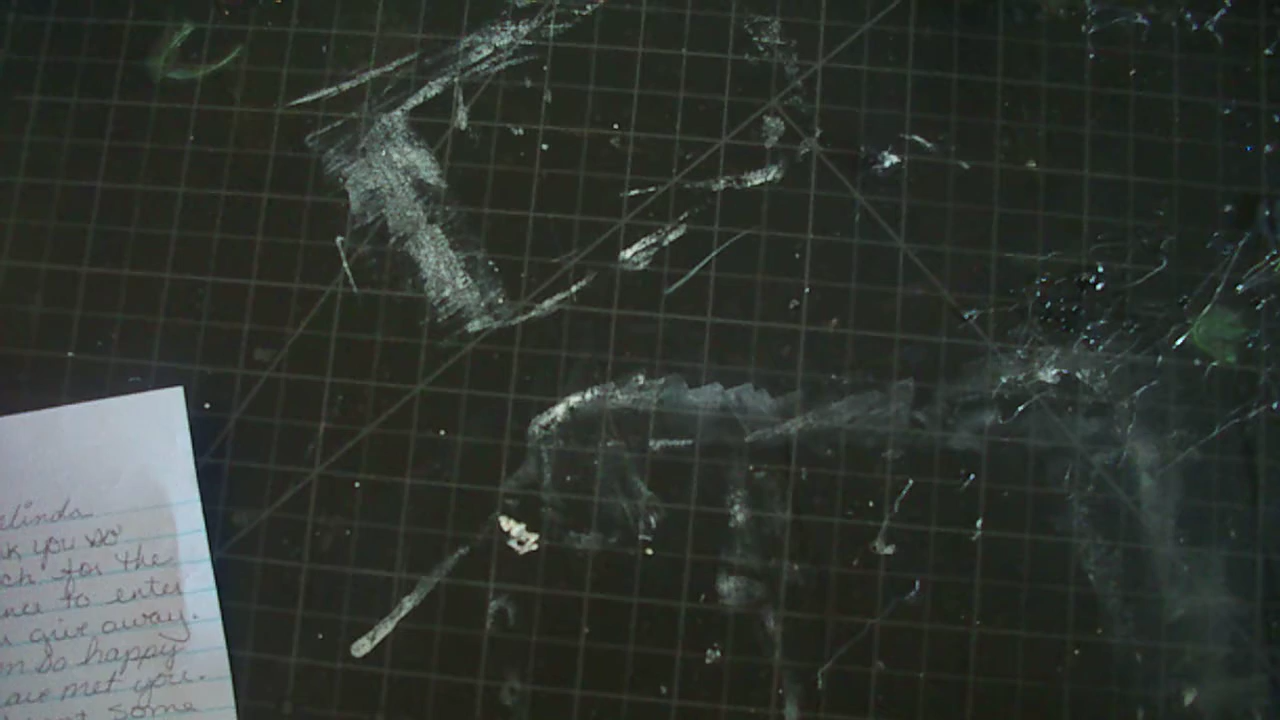 elinda
k you so
ch for the
nce to enter
u give away.
m so happy
ave met you.
some